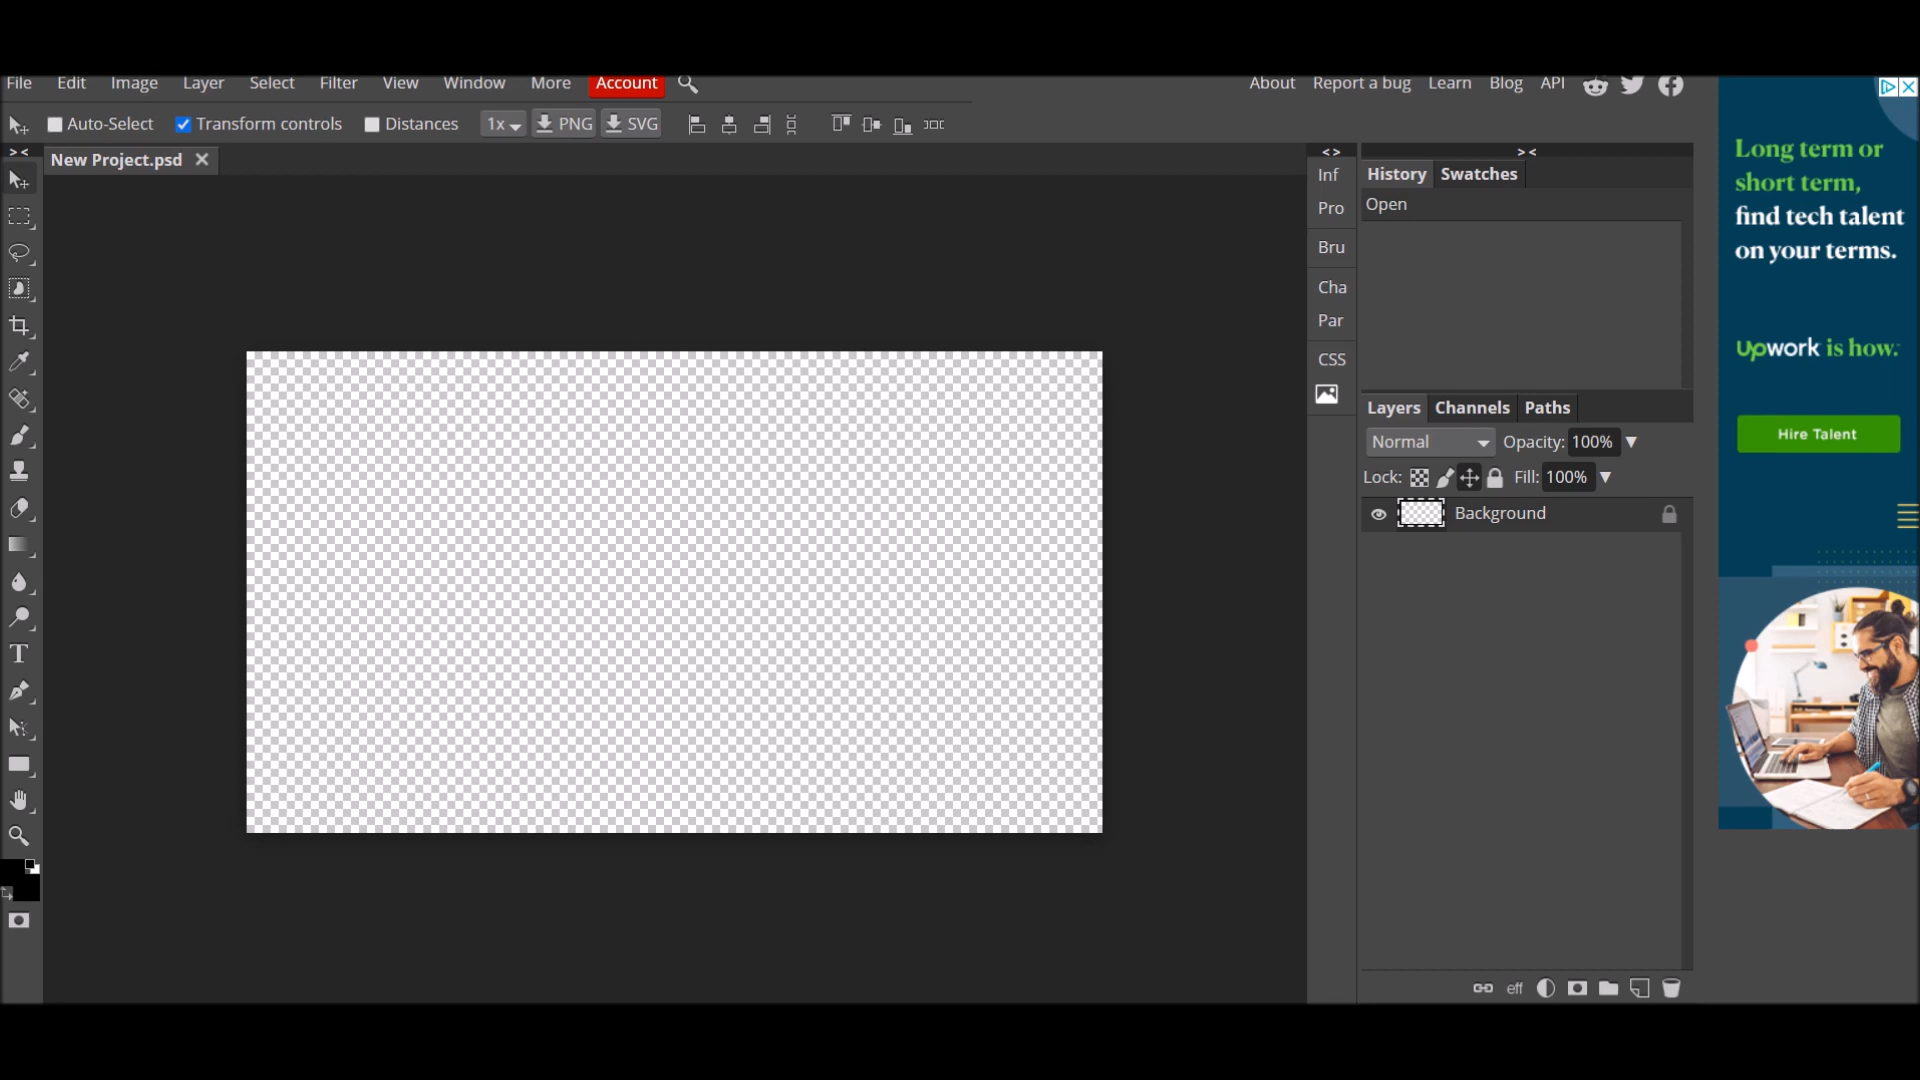 File Edit Image Layer Select Filter View Window More Account
About Report a bug Learn Blog API
Auto-Select Transform controls Distances 1x PNG SVG
> <
New Project.psd
< >
> <
Inf
Pro
Bru
Cha
Par
CSS
History Swatches
Open
Layers Channels Paths
Normal Opacity: 100%
Lock: Fill: 100%
Background
eff
T
Long term or
short term,
find tech talent
on your terms.
Upwork is how.
Hire Talent